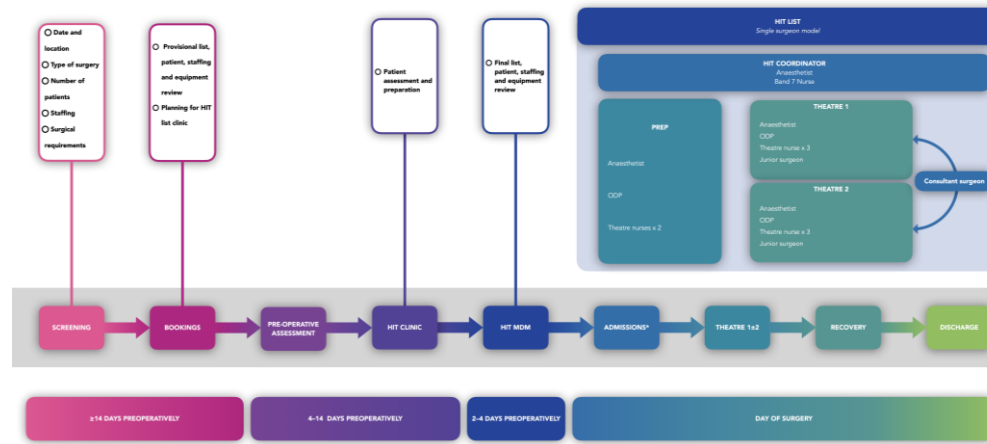 Date and
location
Type of surgery
Number of
patients
Staffing
Surgical
requirements
Provisional list,
patient, staffing
and equipment
review
Planning for HIT
list clinic
Patient
assessment and
preparation
Final list,
patient, staffing
and equipment
review
HIT LIST
Single surgeon model
HIT COORDINATOR
Anaesthetist
Band 7 Nurse
PREP
Anaesthetist
ODP
Theatre nurses x 2
THEATRE 1
Anaesthetist
ODP
Theatre nurse x 3
Junior surgeon
THEATRE 2
Anaesthetist
ODP
Theatre nurse x 3
Junior surgeon
Consultant surgeon
SCREENING
BOOKINGS
PRE-OPERATIVE
ASSESSMENT
HIT CLINIC
HIT MDM
ADMISSIONS*
THEATRE 1±2
RECOVERY
DISCHARGE
≥14 DAYS PREOPERATIVELY
4–14 DAYS PREOPERATIVELY
2–4 DAYS PREOPERATIVELY
DAY OF SURGERY